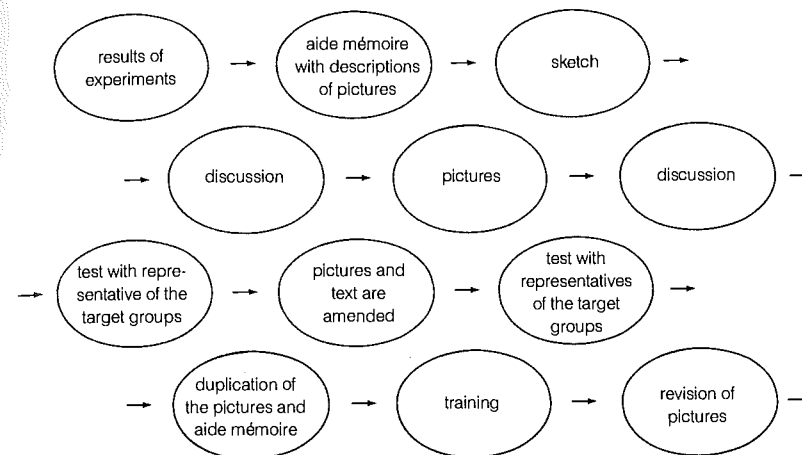 results of
experiments
aide mémoire
with descriptions
of pictures
sketch
discussion
pictures
discussion
test with repre-
sentative of the
target groups
pictures and
text are
amended
test with
representatives
of the target
groups
duplication of
the pictures and
aide mémoire
training
revision of
pictures